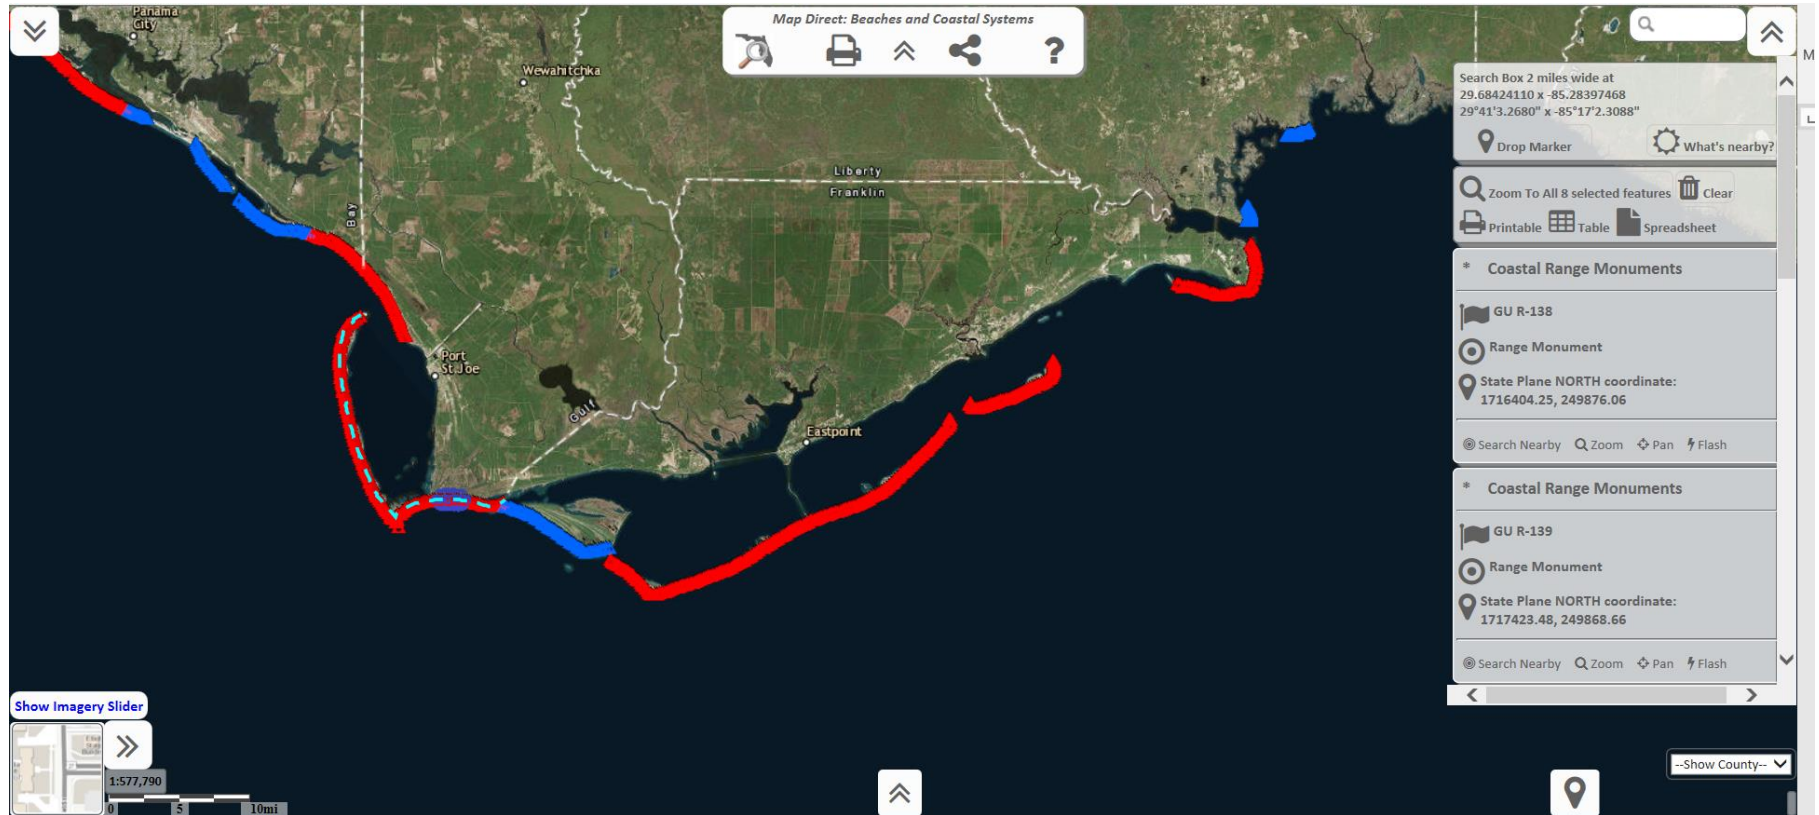 Panama
City
Map Direct: Beaches and Coastal Systems
?
Wewahitchka
Search Box 2 miles wide at
29.68424110 x -85.28397468
29°41'3.2680" x -85°17'2.3088"
Drop Marker
What's nearby?
Liberty
Franklin
Bay
Zoom To All 8 selected features
Clear
Printable
Table
Spreadsheet
* Coastal Range Monuments
GU R-138
Range Monument
State Plane NORTH coordinate:
1716404.25, 249876.06
Search Nearby
Zoom
Pan
Flash
Port
St.Joe
Gulf
Eastpoint
* Coastal Range Monuments
GU R-139
Range Monument
State Plane NORTH coordinate:
1717423.48, 249868.66
Search Nearby
Zoom
Pan
Flash
Show Imagery Slider
1:577,790
0 5 10mi
--Show County--
M